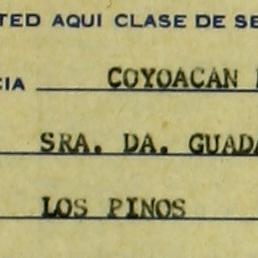 TED AQUI CLASE DE SE
CIA COYOACAN
SRA. DA. GUADA
LOS PINOS